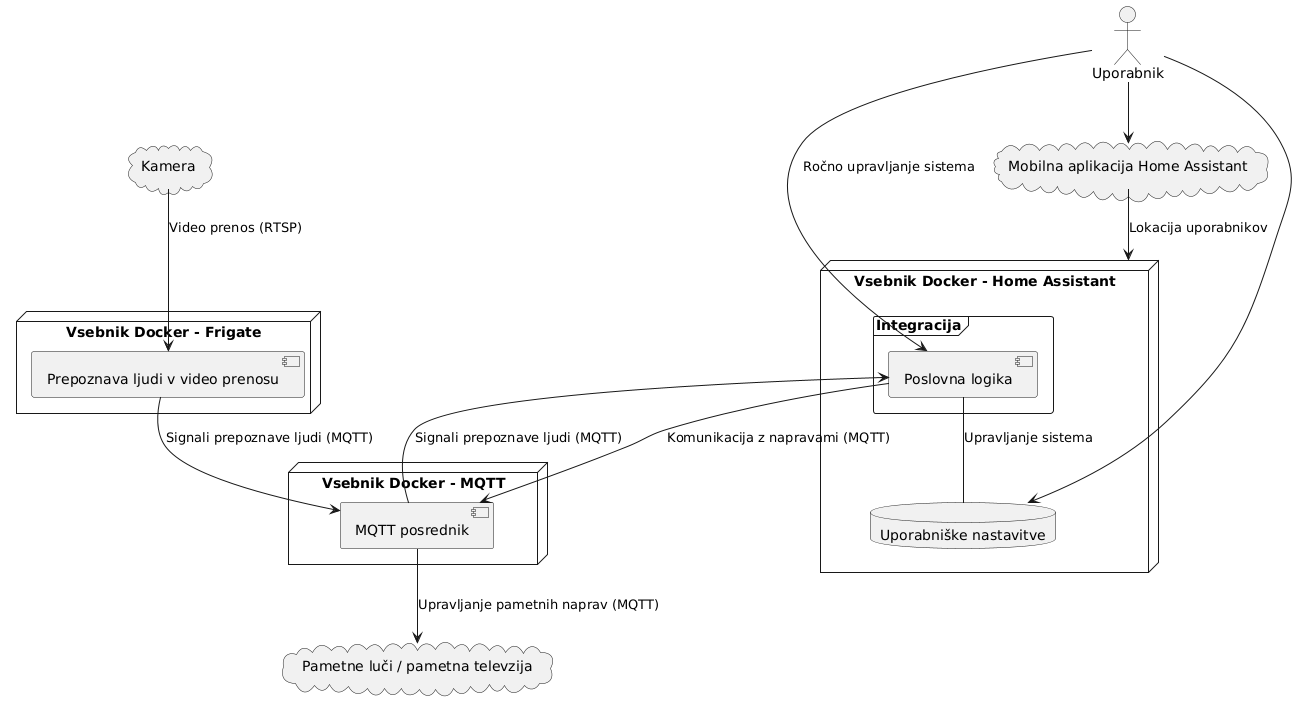 Uporabnik
Kamera
Ročno upravljanje sistema
Mobilna aplikacija Home Assistant
Video prenos (RTSP)
Lokacija uporabnikov
Vsebnik Docker - Home Assistant
Vsebnik Docker - Frigate
Integracija
Prepoznava ljudi v video prenosu
Poslovna logika
Signali prepoznave ljudi (MQTT)
Signali prepoznave ljudi (MQTT)
Komunikacija z napravami (MQTT)
Upravljanje sistema
Vsebnik Docker - MQTT
MQTT posrednik
Uporabniške nastavitve
Upravljanje pametnih naprav (MQTT)
Pametne luči / pametna televzija